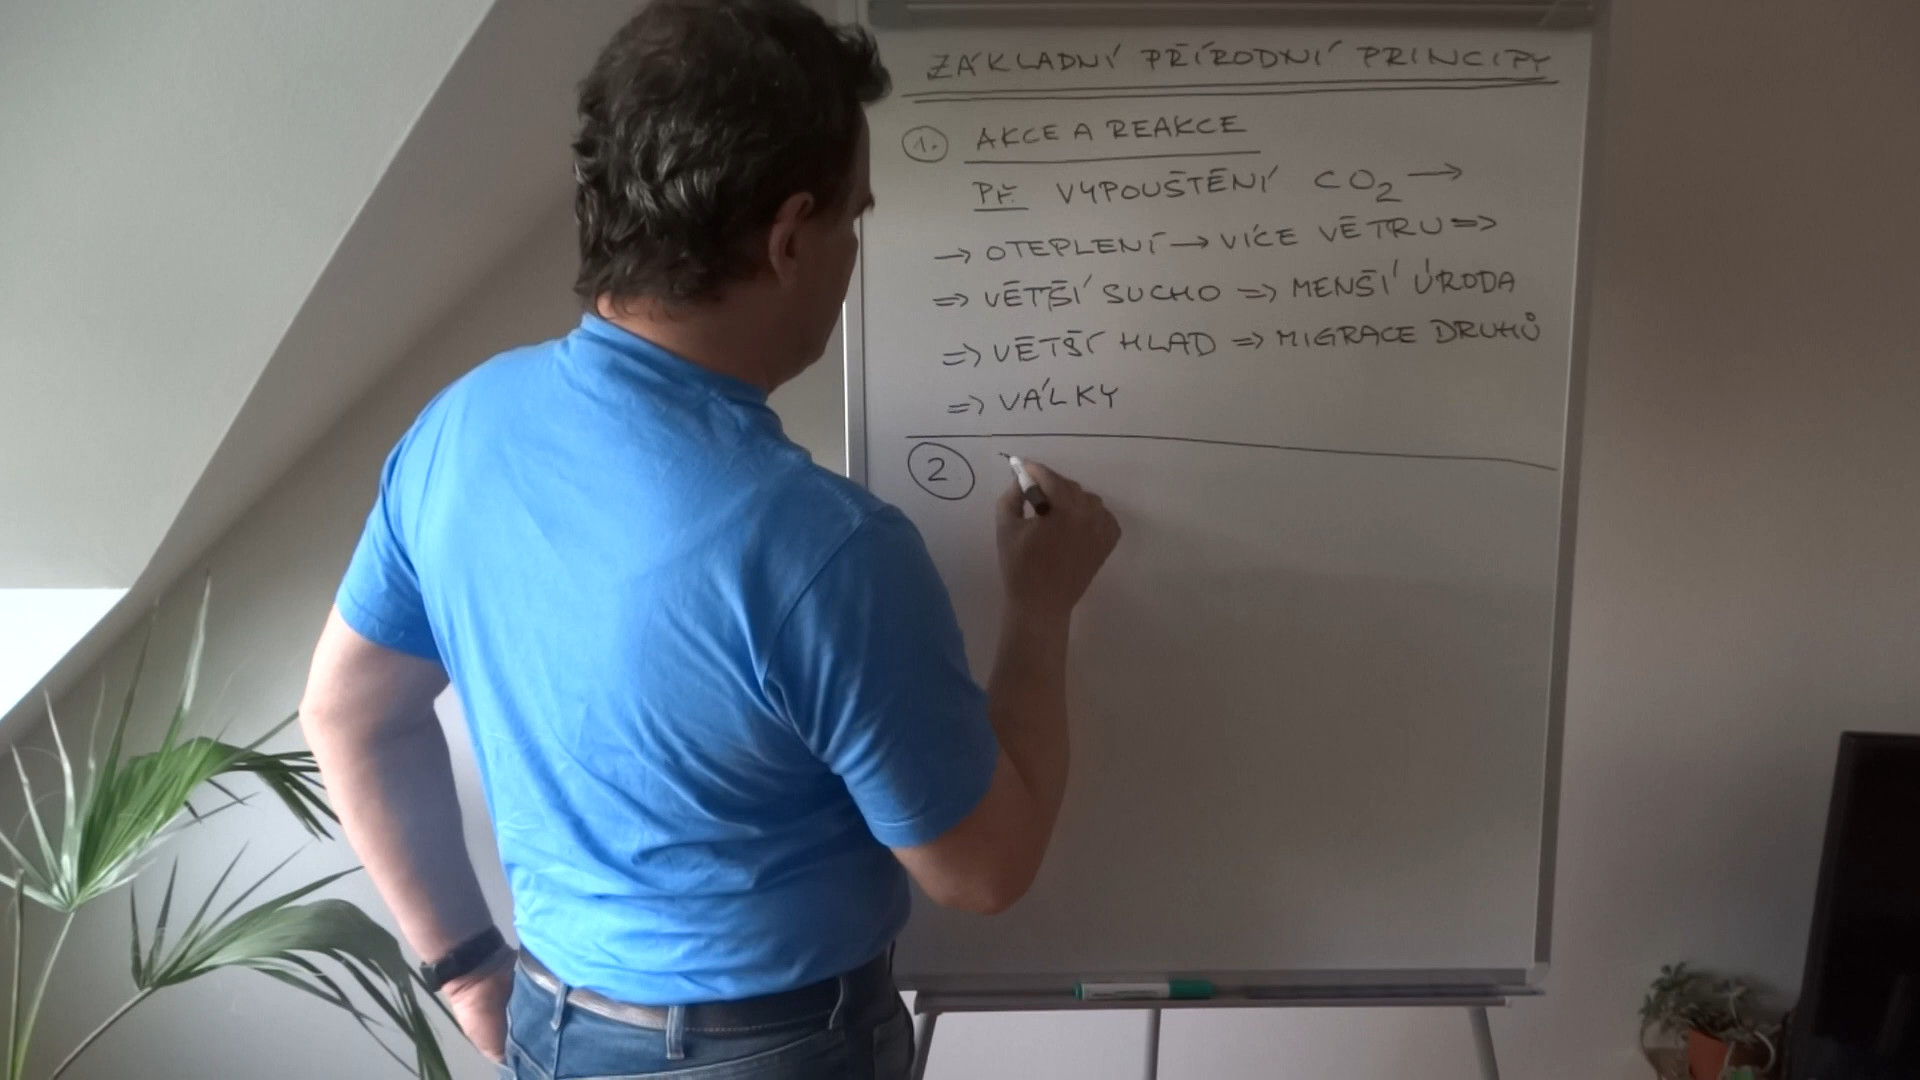 ZÁKLADNÍ PŘÍRODNÍ PRINCIPY
1. AKCE A REAKCE
PŘ. VYPOUŠTĚNÍ CO2 →
→ OTEPLENÍ → VÍCE VĚTRU =>
=> VĚTŠÍ SUCHO => MENŠÍ ÚRODA
=> VĚTŠÍ HLAD => MIGRACE DRUHŮ
=> VÁLKY
2